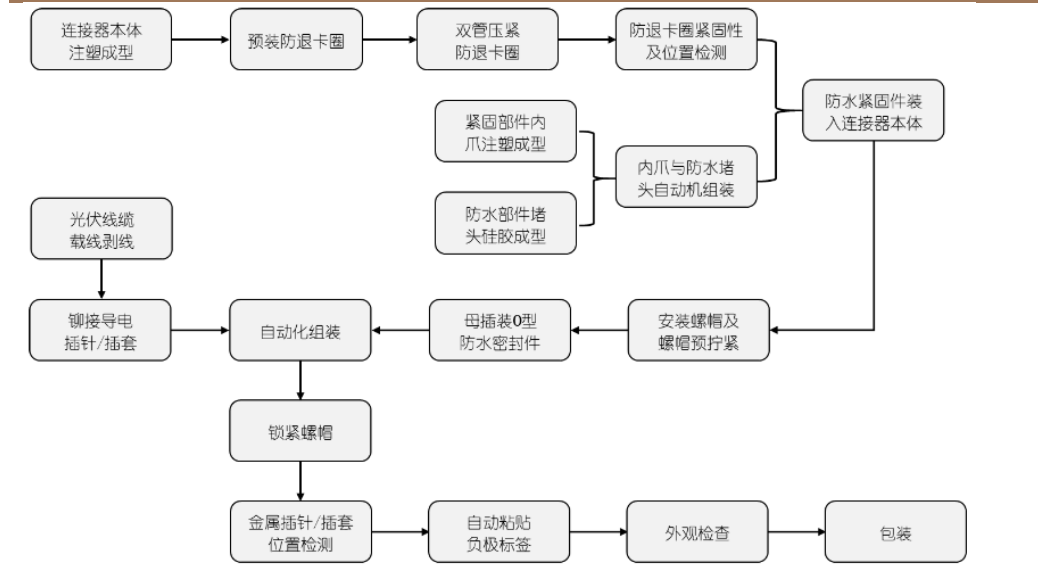 连接器本体
注塑成型
预装防退卡圈
双管压紧
防退卡圈
防退卡圈紧固性
及位置检测
防水紧固件装
入连接器本体
紧固部件内
爪注塑成型
内爪与防水堵
头自动机组装
防水部件堵
头硅胶成型
光伏线缆
载线剥线
铆接导电
插针/插套
自动化组装
母插装O型
防水密封件
安装螺帽及
螺帽预拧紧
锁紧螺帽
金属插针/插套
位置检测
自动粘贴
负极标签
外观检查
包装